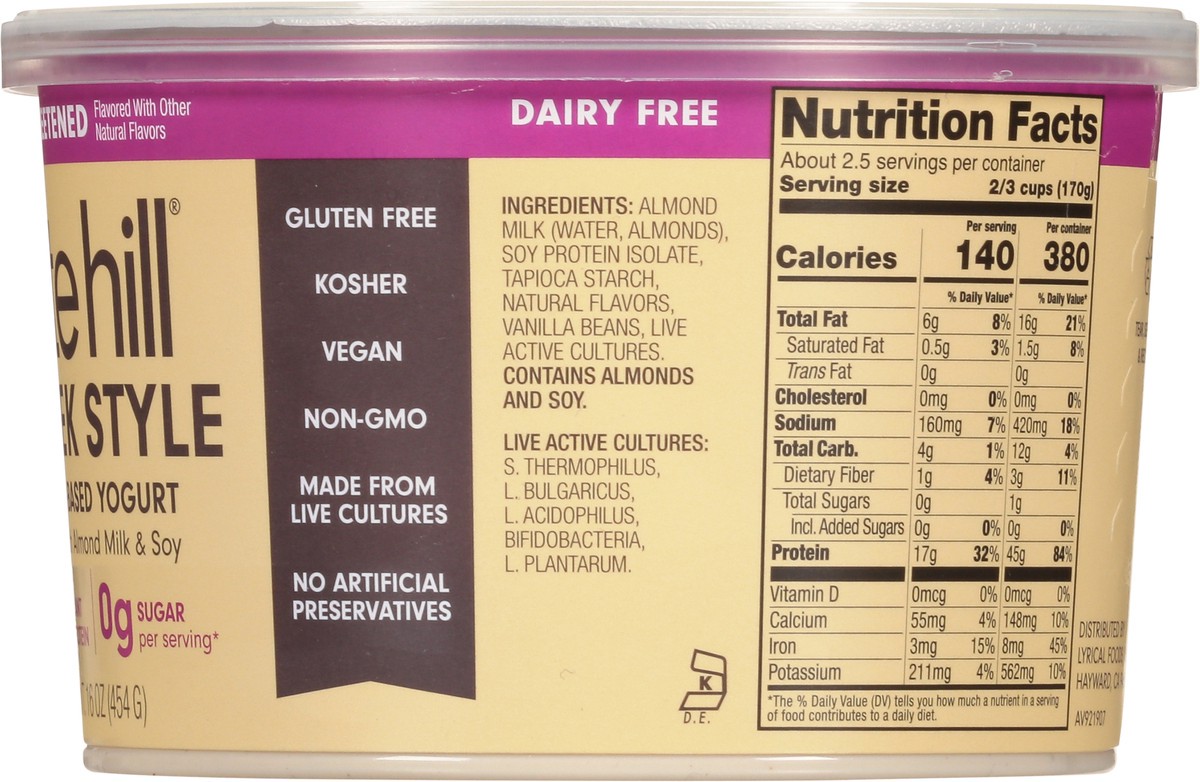 Flavored With Other
Natural Flavors
hill®
STYLE
YOGURT
Almond Milk & Soy
0g SUGAR
per serving*
16 OZ (454 G)
GLUTEN FREE
KOSHER
VEGAN
NON-GMO
MADE FROM
LIVE CULTURES
NO ARTIFICIAL
PRESERVATIVES
DAIRY FREE
INGREDIENTS: ALMOND
MILK (WATER, ALMONDS),
SOY PROTEIN ISOLATE,
TAPIOCA STARCH,
NATURAL FLAVORS,
VANILLA BEANS, LIVE
ACTIVE CULTURES.
CONTAINS ALMONDS
AND SOY.
LIVE ACTIVE CULTURES:
S. THERMOPHILUS,
L. BULGARICUS,
L. ACIDOPHILUS,
BIFIDOBACTERIA,
L. PLANTARUM.
K
D.E.
Nutrition Facts
About 2.5 servings per container
Serving size 2/3 cups (170g)
Per serving Per container
Calories 140 380
% Daily Value* % Daily Value*
Total Fat 6g 8% 16g 21%
Saturated Fat 0.5g 3% 1.5g 8%
Trans Fat 0g 0g
Cholesterol 0mg 0% 0mg 0%
Sodium 160mg 7% 420mg 18%
Total Carb. 4g 1% 12g 4%
Dietary Fiber 1g 4% 3g 11%
Total Sugars 0g 1g
Incl. Added Sugars 0g 0% 0g 0%
Protein 17g 32% 45g 84%
Vitamin D 0mcg 0% 0mcg 0%
Calcium 55mg 4% 148mg 10%
Iron 3mg 15% 8mg 45%
Potassium 211mg 4% 562mg 10%
*The % Daily Value (DV) tells you how much a nutrient in a serving
of food contributes to a daily diet.
DISTRIBUTED
LYRICAL
HAYWARD,
AV921907